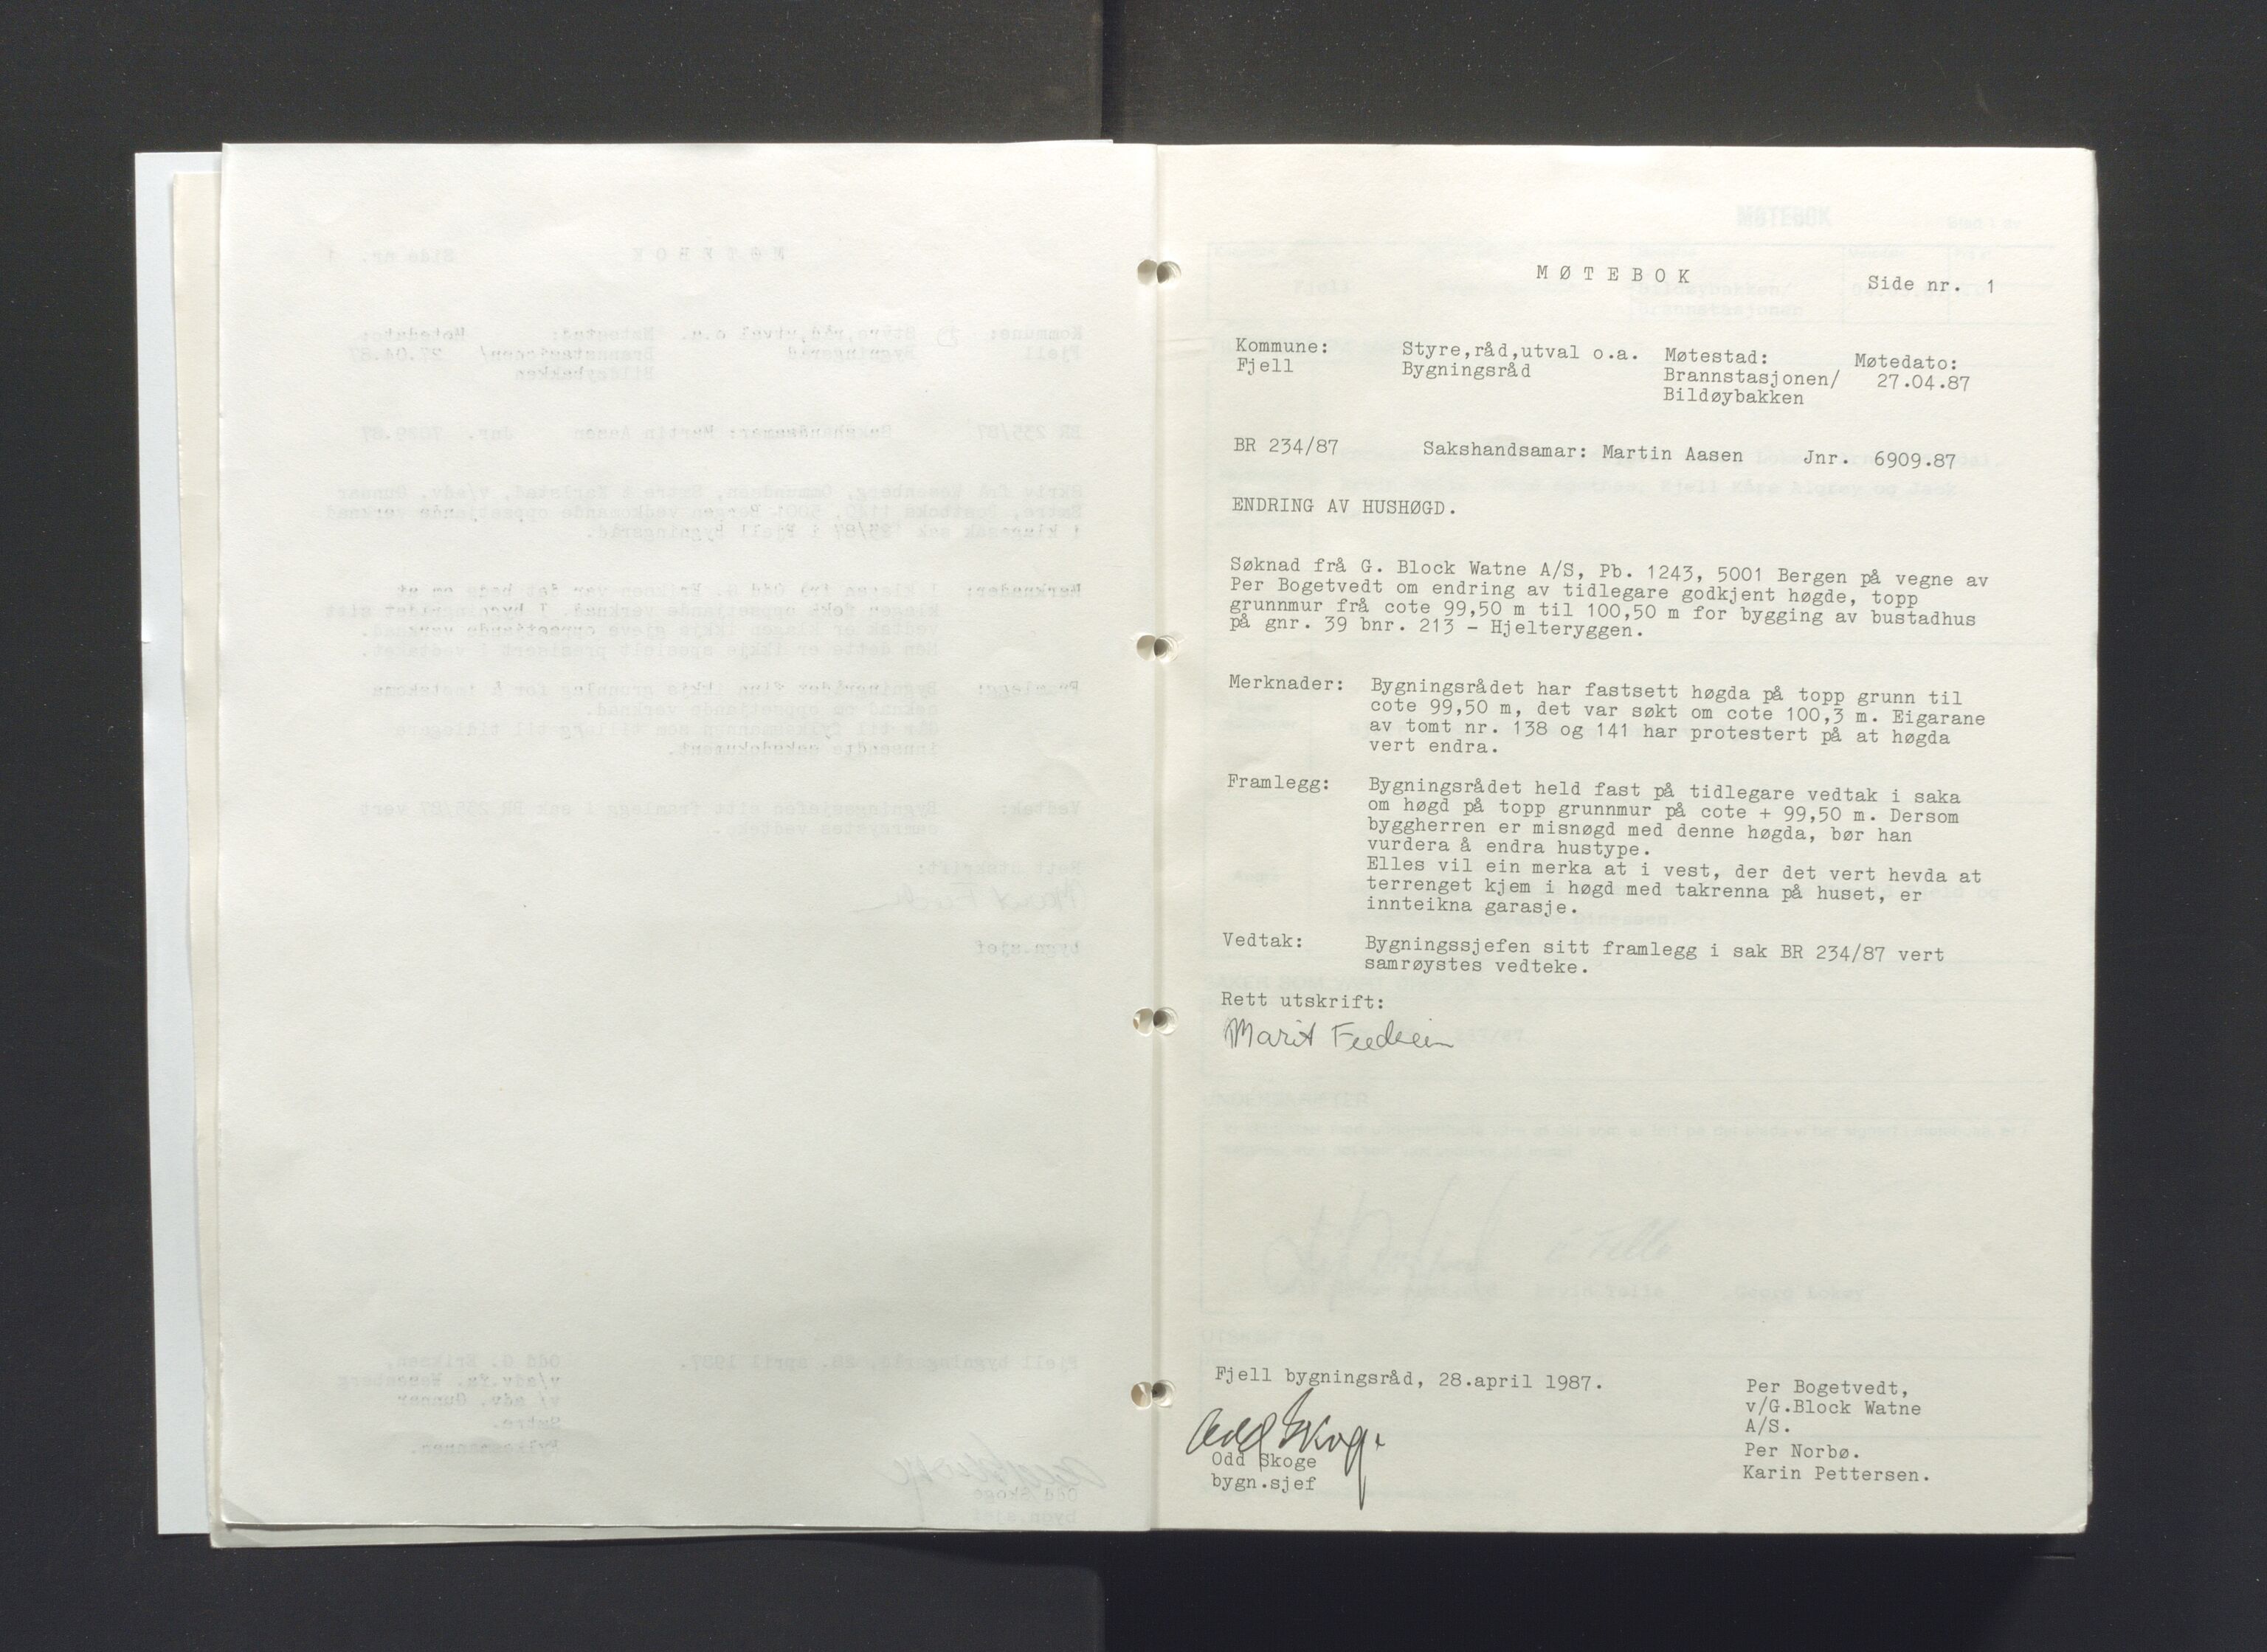 MØTEBOK
Side nr. 1
Kommune:
Fjell
Styre,råd,utval o.a.
Bygningsråd
Møtestad:
Brannstasjonen/
Bildøybakken
Møtedato:
27.04.87
BR 234/87 Sakshandsamar: Martin Aasen Jnr. 6909.87
ENDRING AV HUSHØGD.
Søknad frå G. Block Watne A/S, Pb. 1243, 5001 Bergen på vegne av
Per Bogetvedt om endring av tidlegare godkjent høgde, topp
grunnmur frå cote 99,50 m til 100,50 m for bygging av bustadhus
på gnr. 39 bnr. 213 - Hjelteryggen.
Merknader: Bygningsrådet har fastsett høgda på topp grunn til
cote 99,50 m, det var søkt om cote 100,3 m. Eigarane
av tomt nr. 138 og 141 har protestert på at høgda
vert endra.
Framlegg: Bygningsrådet held fast på tidlegare vedtak i saka
om høgd på topp grunnmur på cote + 99,50 m. Dersom
byggherren er misnøgd med denne høgda, bør han
vurdera å endra hustype.
Elles vil ein merka at i vest, der det vert hevda at
terrenget kjem i høgd med takrenna på huset, er
innteikna garasje.
Vedtak: Bygningssjefen sitt framlegg i sak BR 234/87 vert
samrøystes vedteke.
Rett utskrift:
Marit
Fjell bygningsråd, 28.april 1987.
Odd Skoge
Odd Skoge
bygn.sjef
Per Bogetvedt,
v/G.Block Watne
A/S.
Per Norbø.
Karin Pettersen.